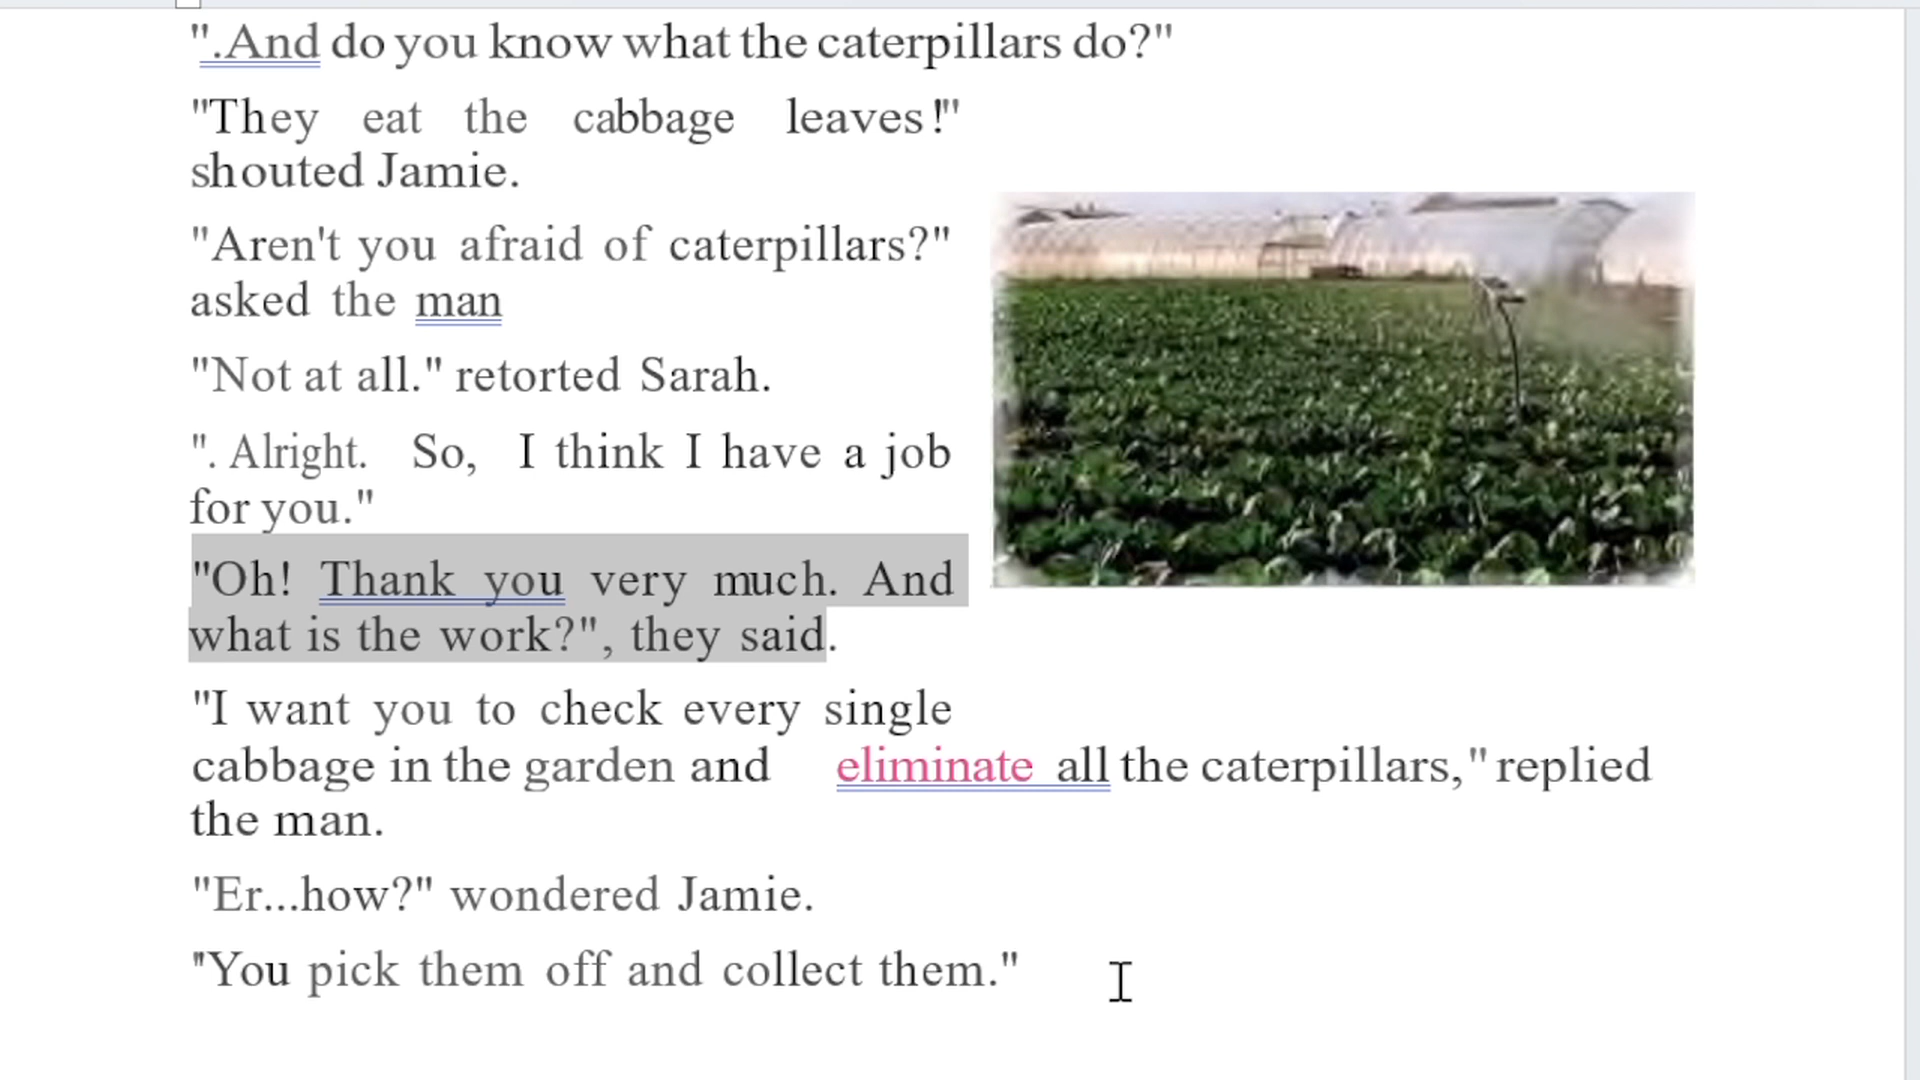 ".And do you know what the caterpillars do?"
"They eat the cabbage leaves!"
shouted Jamie.
"Aren't you afraid of caterpillars?"
asked the man
"Not at all." retorted Sarah.
". Alright. So, I think I have a job
for you."
"Oh! Thank you very much. And
what is the work?", they said.
"I want you to check every single
cabbage in the garden and eliminate all the caterpillars," replied
the man.
"Er...how?" wondered Jamie.
"You pick them off and collect them."